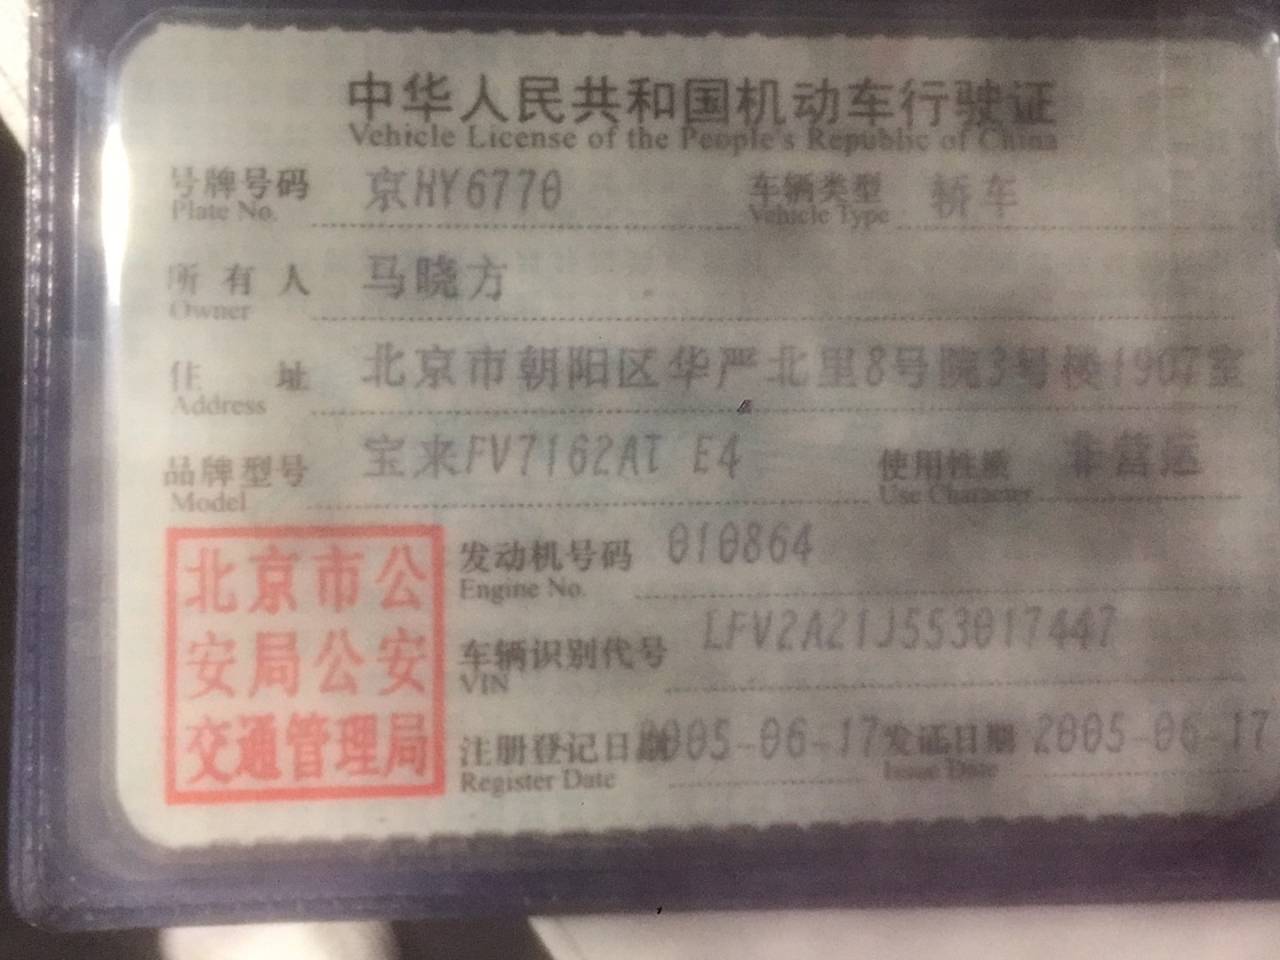 中华人民共和国机动车行驶证
Vehicle License of the People's Republic of China
号牌号码 京HY6770 车辆类型 轿车
Plate No. Vehicle Type
所有人 马晓方
Owner
住址 北京市朝阳区华严北里8号院3号楼1907室
Address
品牌型号 宝来FV7162AT E4 使用性质 非营运
Model Use Character
发动机号码 010864
Engine No.
车辆识别代号 LFV2A21J553017447
VIN
注册登记日期 2005-06-17 发证日期 2005-06-17
Register Date Issue Date
北京市公
安局公安
交通管理局